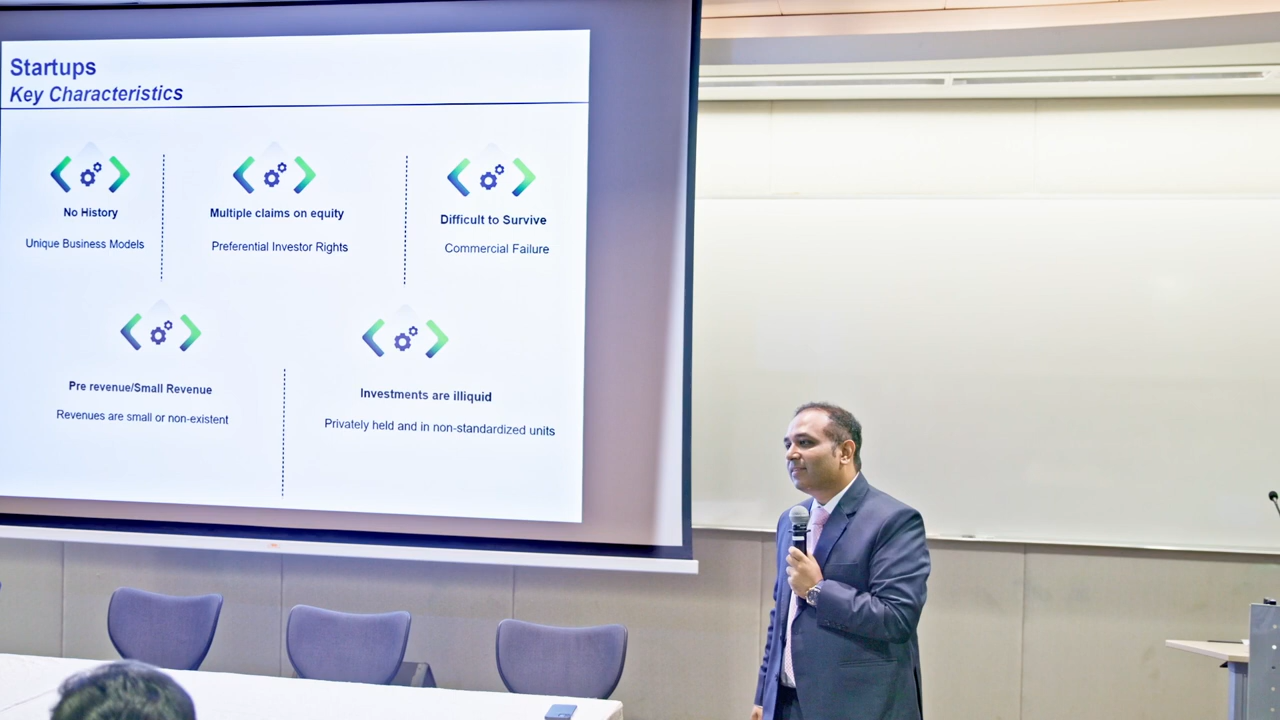 Startups
Key Characteristics
No History
Unique Business Models
Multiple claims on equity
Preferential Investor Rights
Difficult to Survive
Commercial Failure
Pre revenue/Small Revenue
Revenues are small or non-existent
Investments are illiquid
Privately held and in non-standardized units